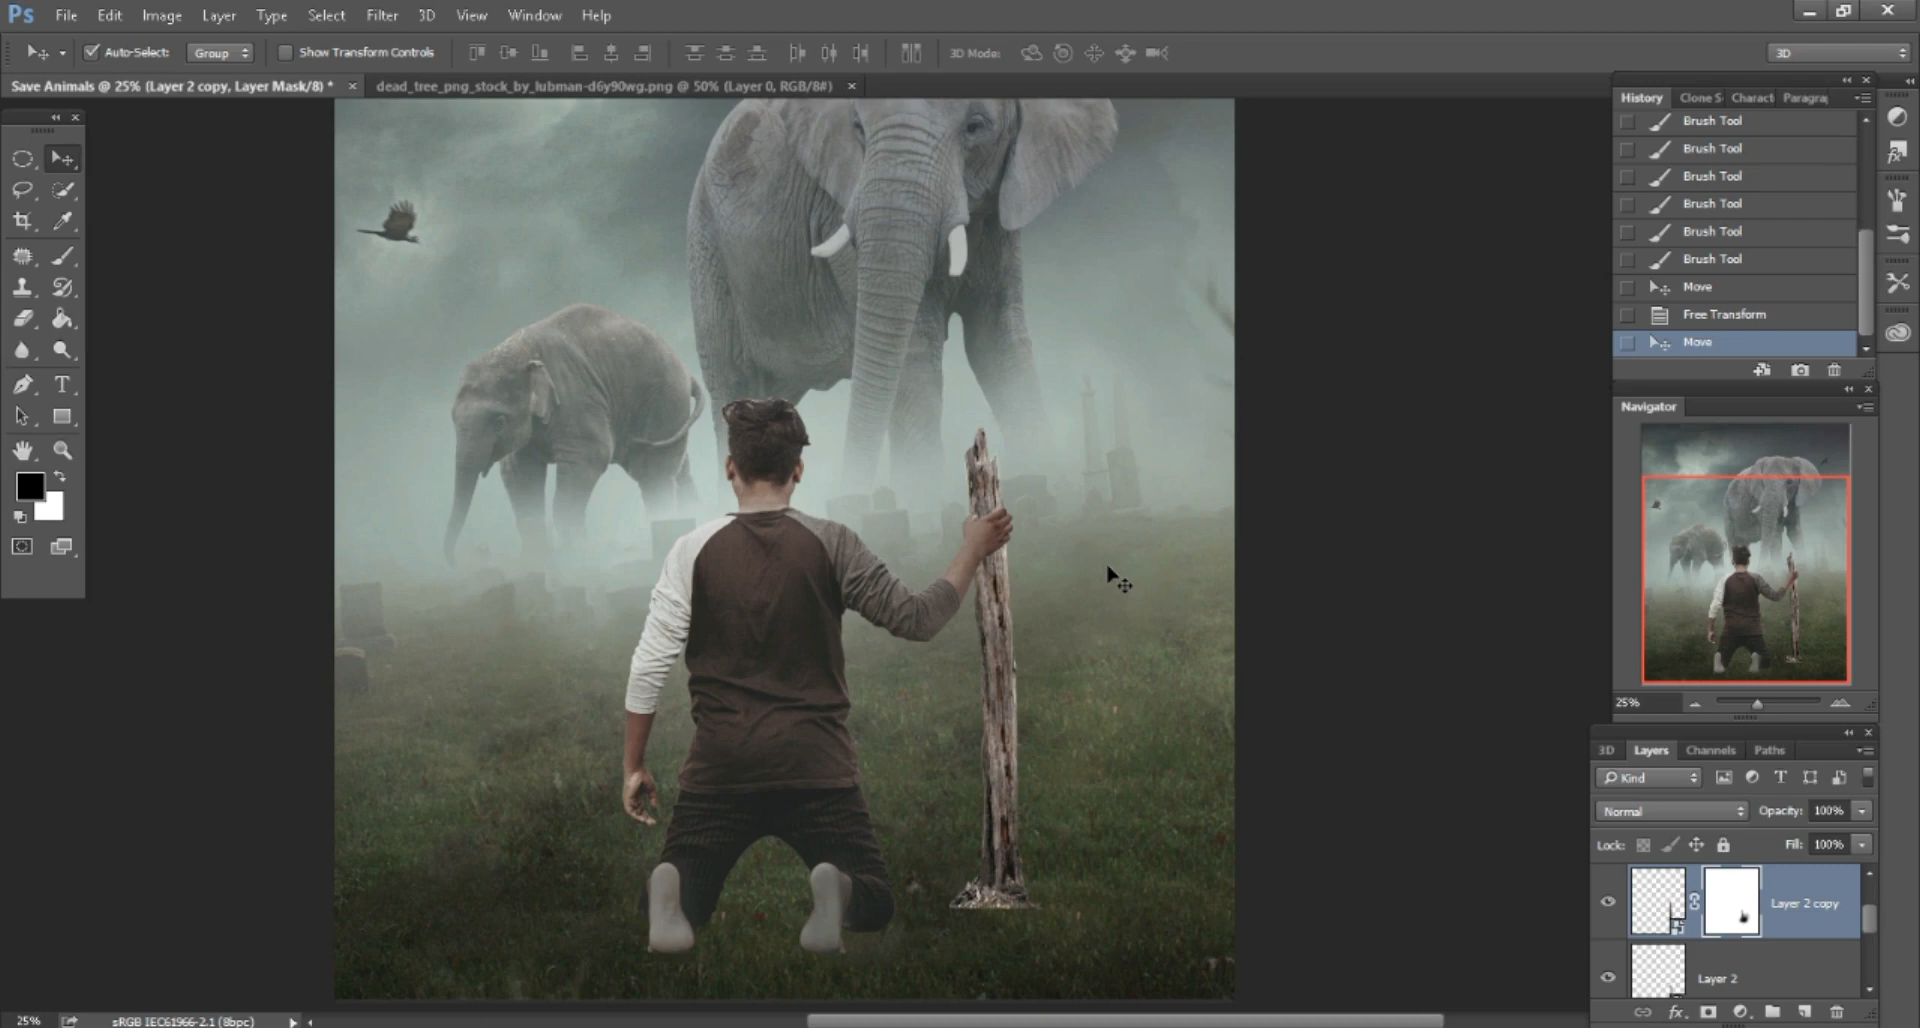 Ps File Edit Image Layer Type Select Filter 3D View Window Help
Auto-Select: Group Show Transform Controls 3D Mode: 3D
Save Animals @ 25% (Layer 2 copy, Layer Mask/8) * × dead_tree_png_stock_by_lubman-d6y90wg.png @ 50% (Layer 0, RGB/8#) ×
History Clone S Charact Paragra
Brush Tool
Brush Tool
Brush Tool
Brush Tool
Brush Tool
Brush Tool
Move
Free Transform
Move
Navigator
25%
3D Layers Channels Paths
Kind
Normal Opacity: 100%
Lock: Fill: 100%
Layer 2 copy
Layer 2
25% sRGB IEC61966-2.1 (8bpc)